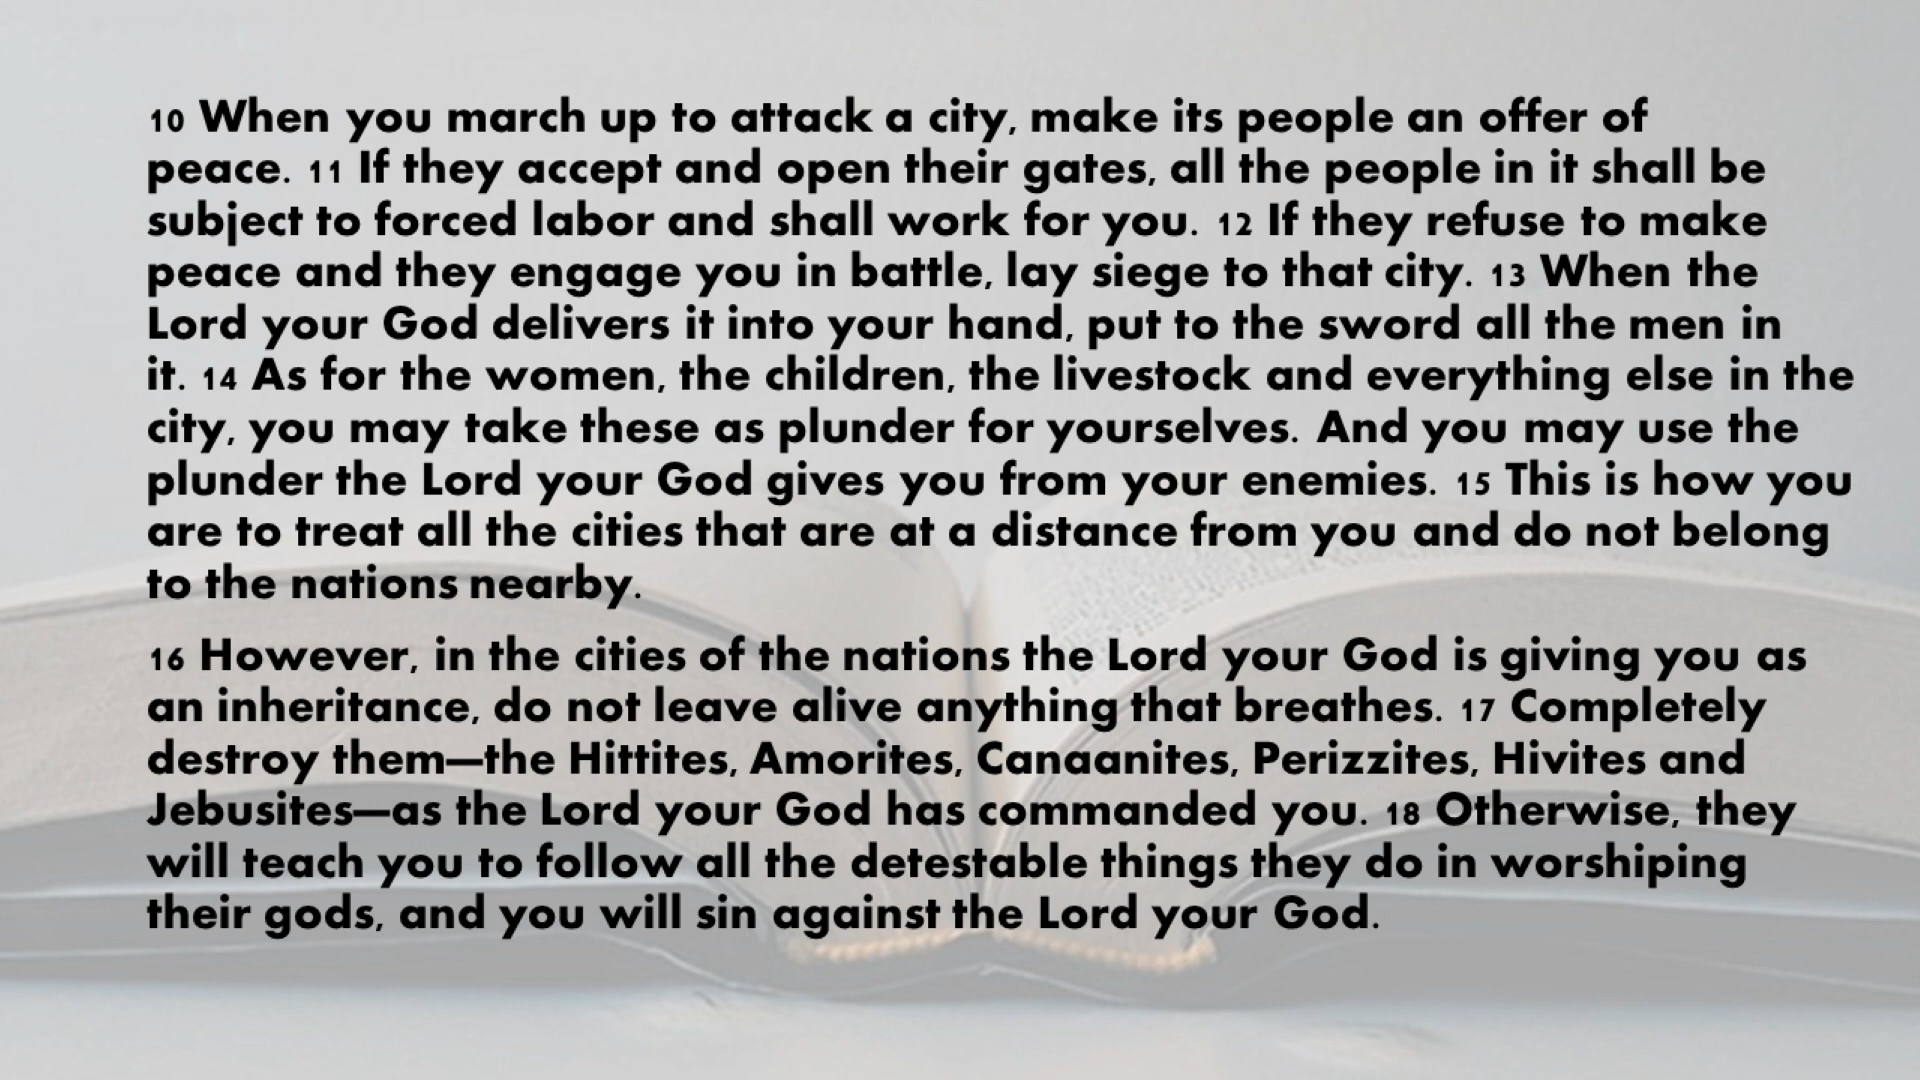 10 When you march up to attack a city, make its people an offer of
peace. 11 If they accept and open their gates, all the people in it shall be
subject to forced labor and shall work for you. 12 If they refuse to make
peace and they engage you in battle, lay siege to that city. 13 When the
Lord your God delivers it into your hand, put to the sword all the men in
it. 14 As for the women, the children, the livestock and everything else in the
city, you may take these as plunder for yourselves. And you may use the
plunder the Lord your God gives you from your enemies. 15 This is how you
are to treat all the cities that are at a distance from you and do not belong
to the nations nearby.
16 However, in the cities of the nations the Lord your God is giving you as
an inheritance, do not leave alive anything that breathes. 17 Completely
destroy them—the Hittites, Amorites, Canaanites, Perizzites, Hivites and
Jebusites—as the Lord your God has commanded you. 18 Otherwise, they
will teach you to follow all the detestable things they do in worshiping
their gods, and you will sin against the Lord your God.